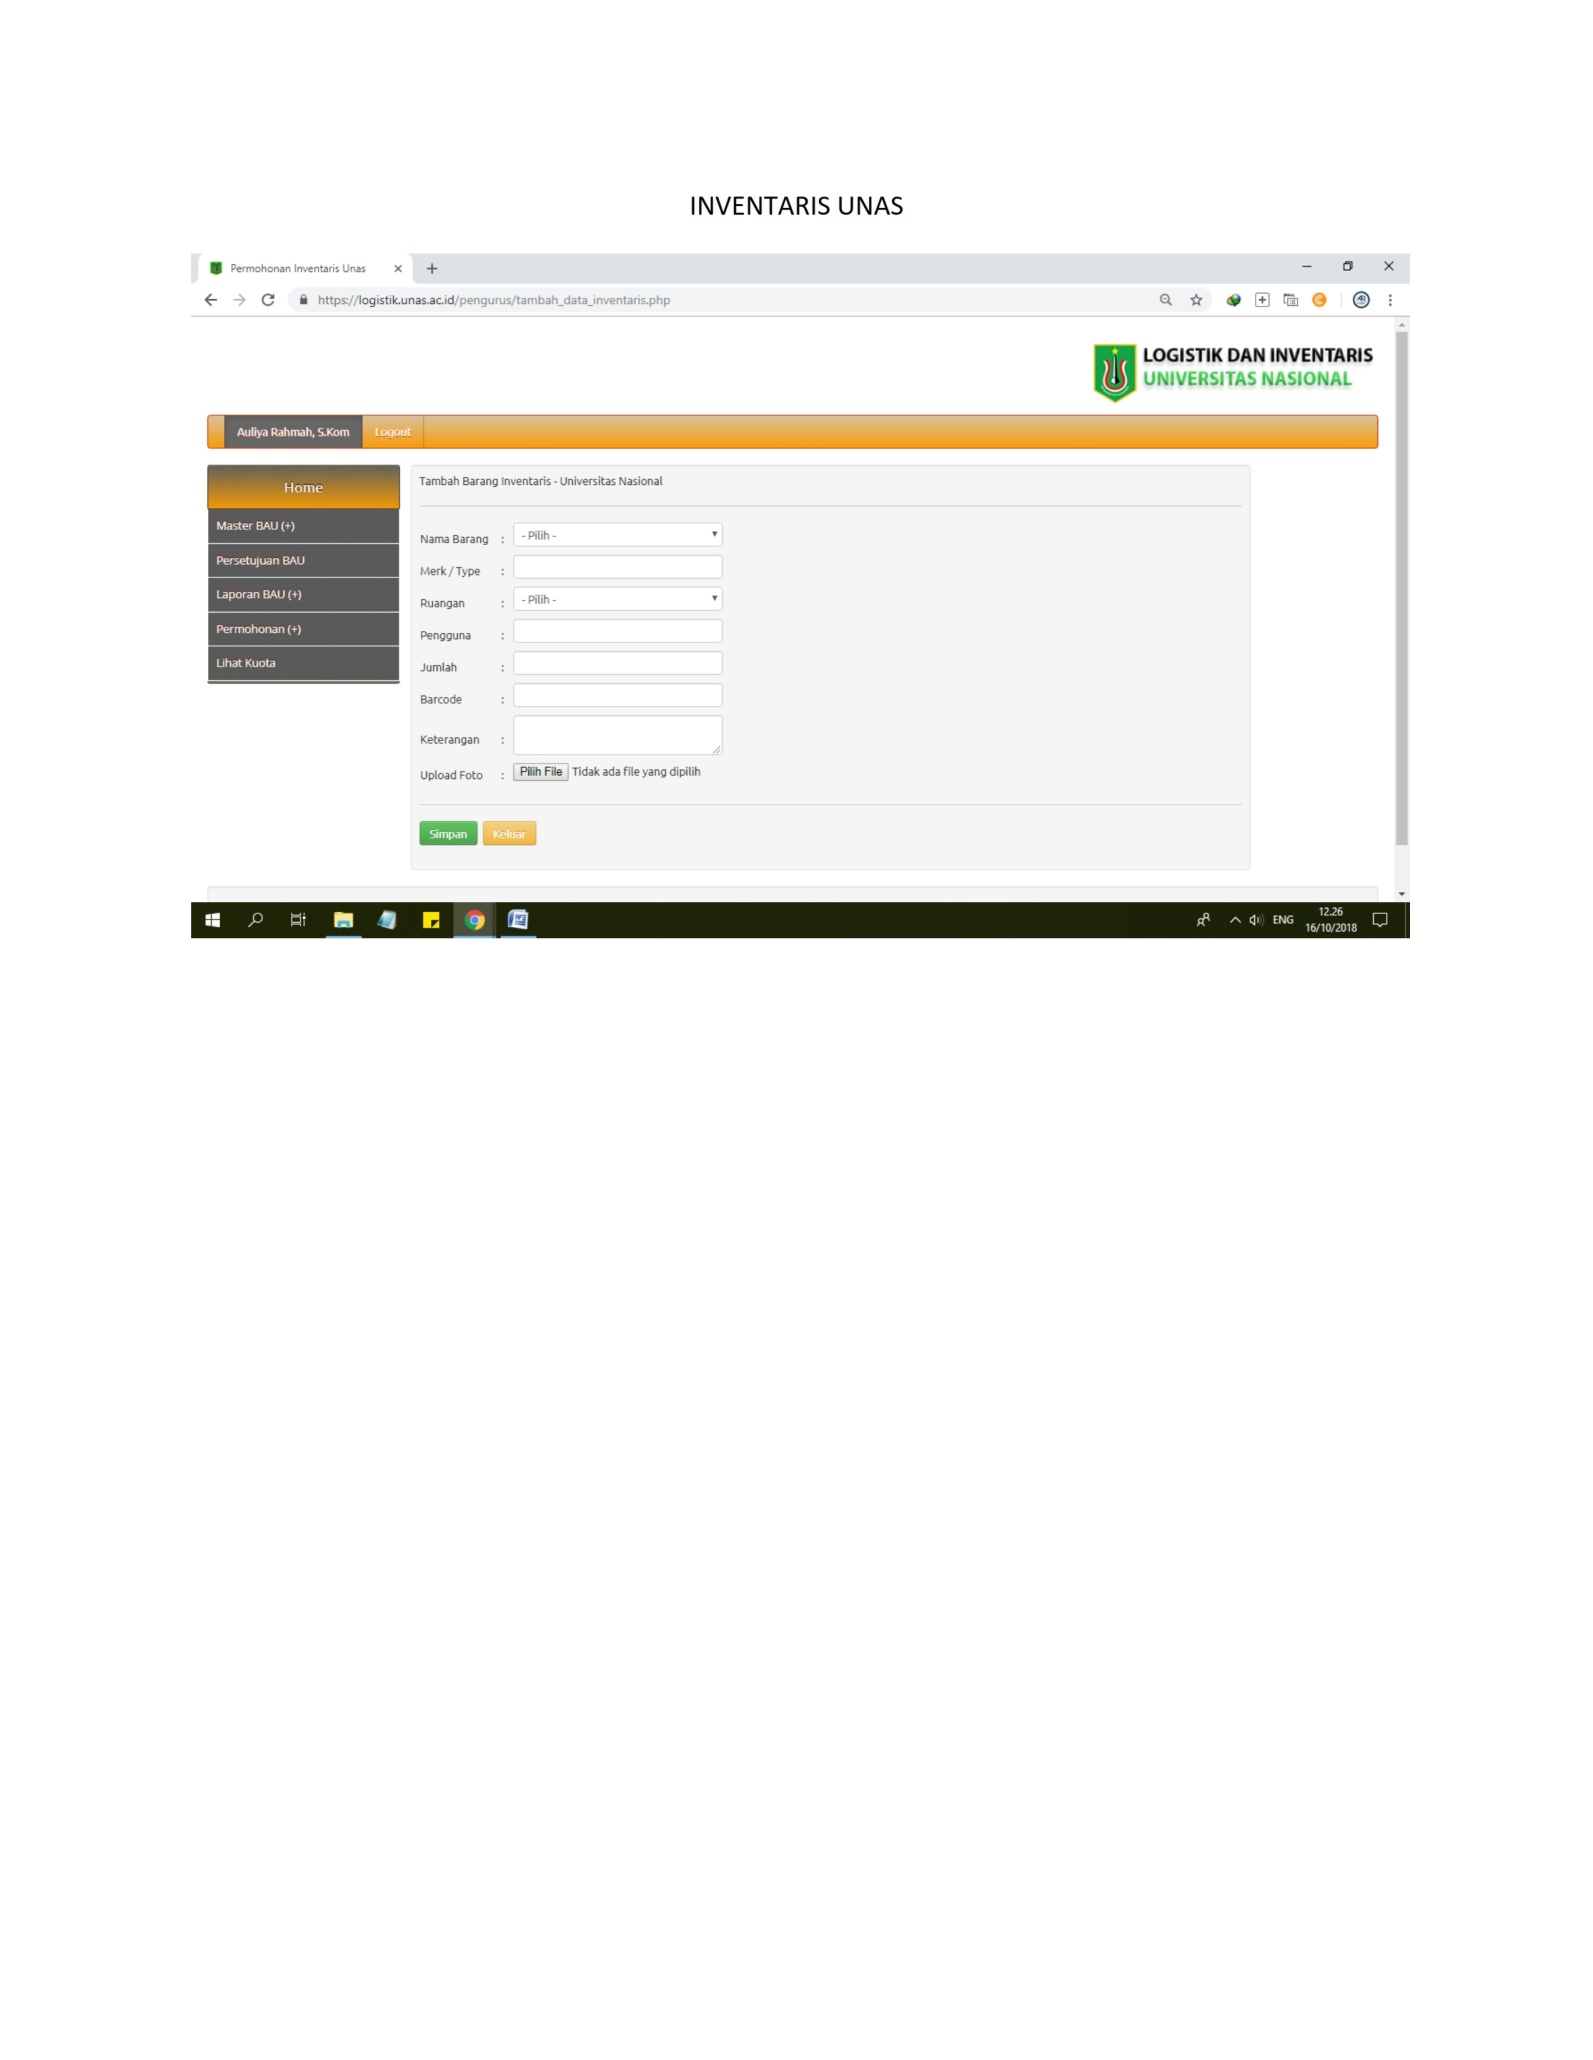 INVENTARIS UNAS
Permohonan Inventaris Unas
https://logistik.unas.ac.id/pengurus/tambah_data_inventaris.php
LOGISTIK DAN INVENTARIS
UNIVERSITAS NASIONAL
Auliya Rahmah, S.Kom Logout
Home
Master BAU (+)
Persetujuan BAU
Laporan BAU (+)
Permohonan (+)
Lihat Kuota
Tambah Barang Inventaris - Universitas Nasional
Nama Barang : - Pilih -
Merk / Type :
Ruangan : - Pilih -
Pengguna :
Jumlah :
Barcode :
Keterangan :
Upload Foto : Pilih File Tidak ada file yang dipilih
Simpan Keluar
ENG
12.26
16/10/2018